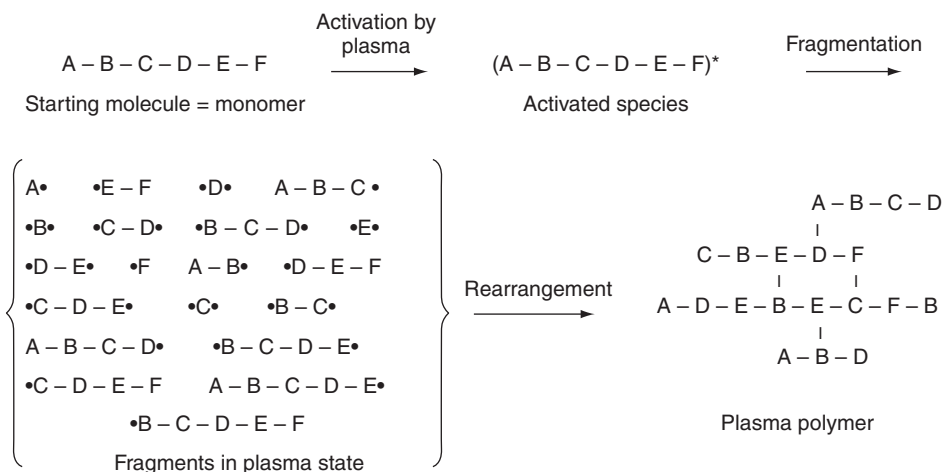 Activation by
plasma
Fragmentation
A – B – C – D – E – F
(A – B – C – D – E – F)*
Starting molecule = monomer
Activated species
A• •E – F •D• A – B – C •
•B• •C – D• •B – C – D• •E•
•D – E• •F A – B• •D – E – F
•C – D – E• •C• •B – C•
A – B – C – D• •B – C – D – E•
•C – D – E – F A – B – C – D – E•
•B – C – D – E – F
Fragments in plasma state
Rearrangement
A – B – C – D
C – B – E – D – F
A – D – E – B – E – C – F – B
A – B – D
Plasma polymer